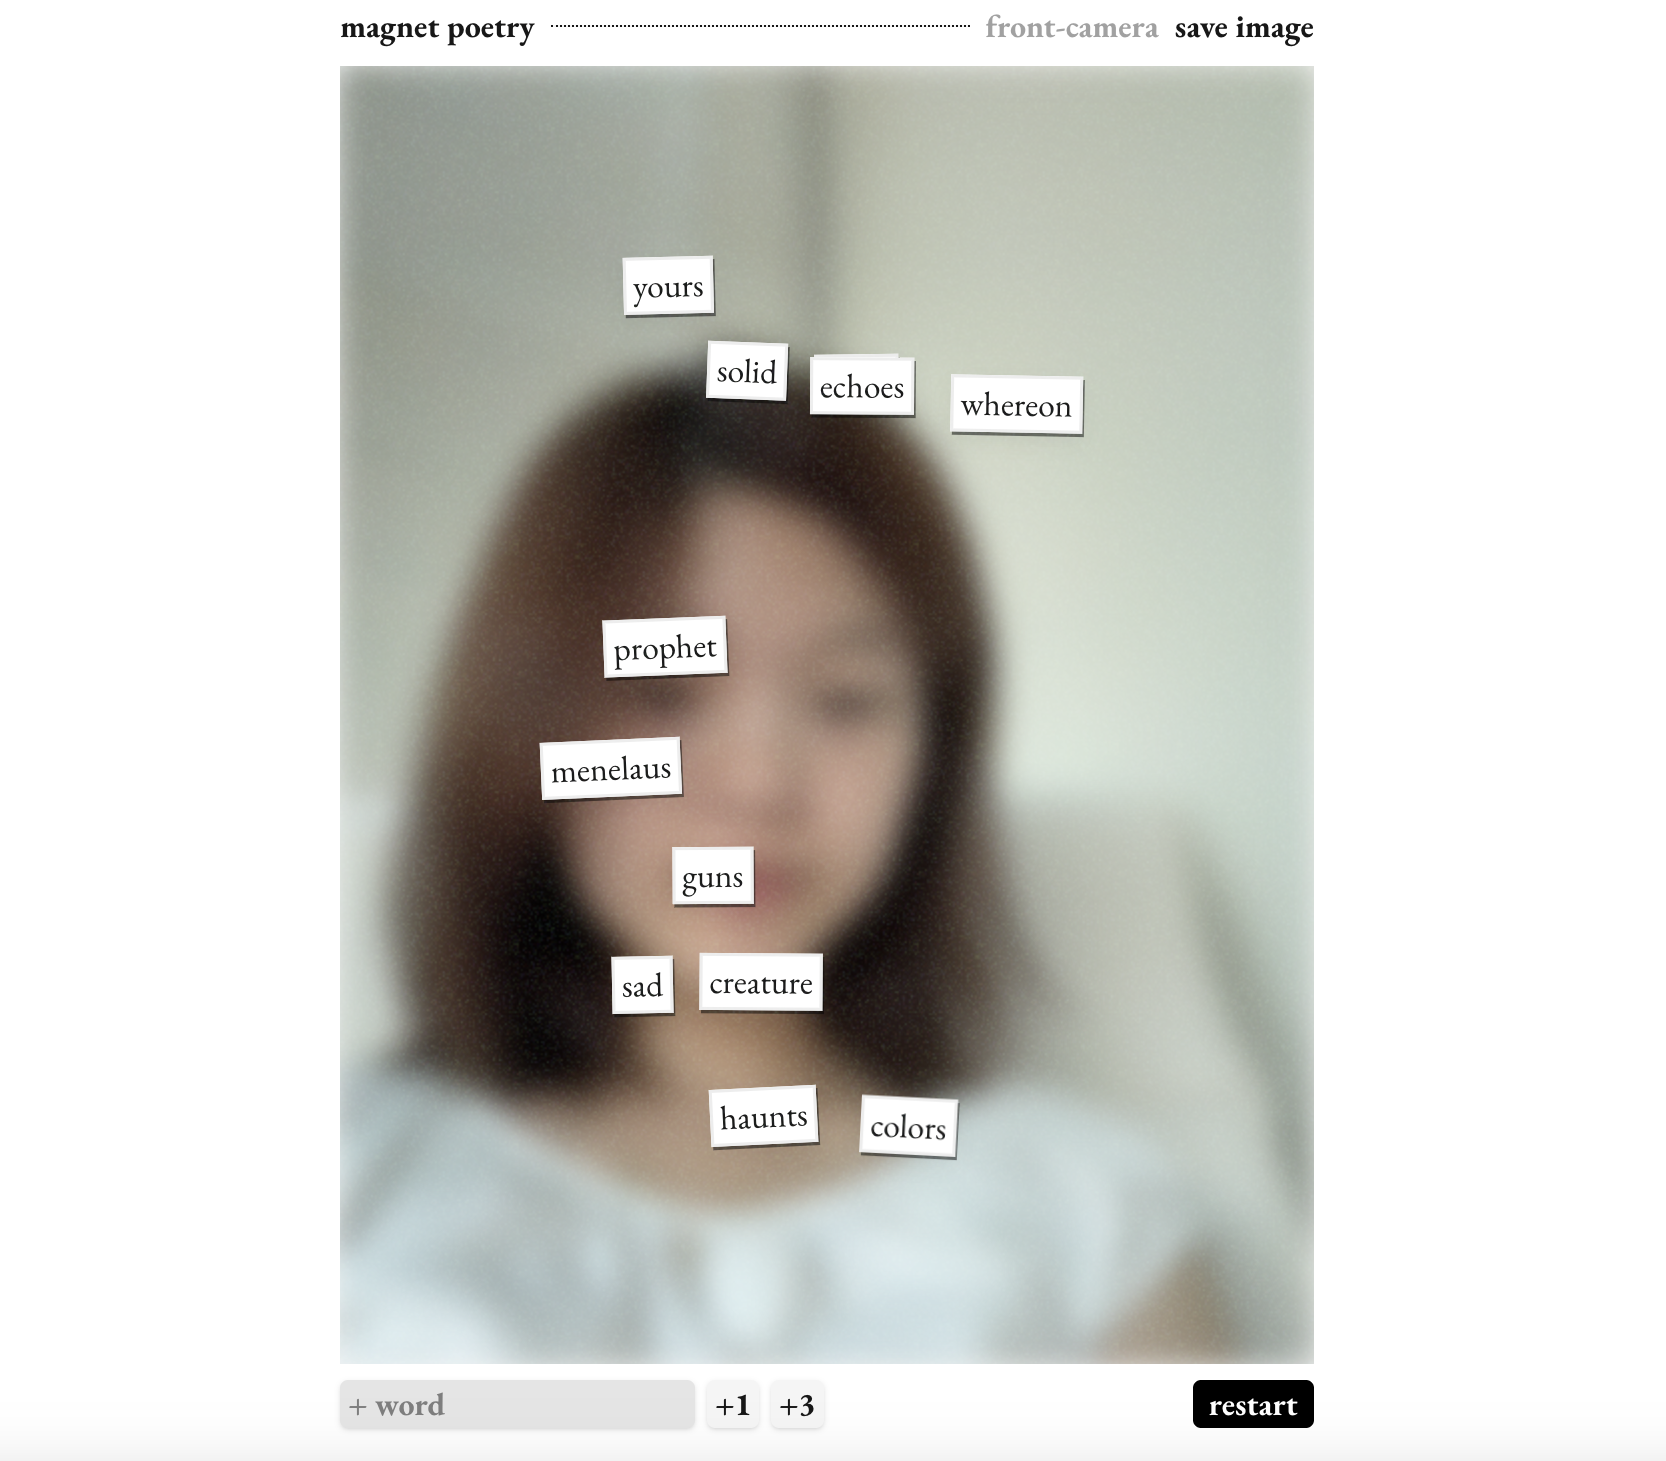 magnet poetry front-camera save image
yours
solid echoes whereon
prophet
menelaus
guns
sad creature
haunts colors
+ word +1 +3 restart